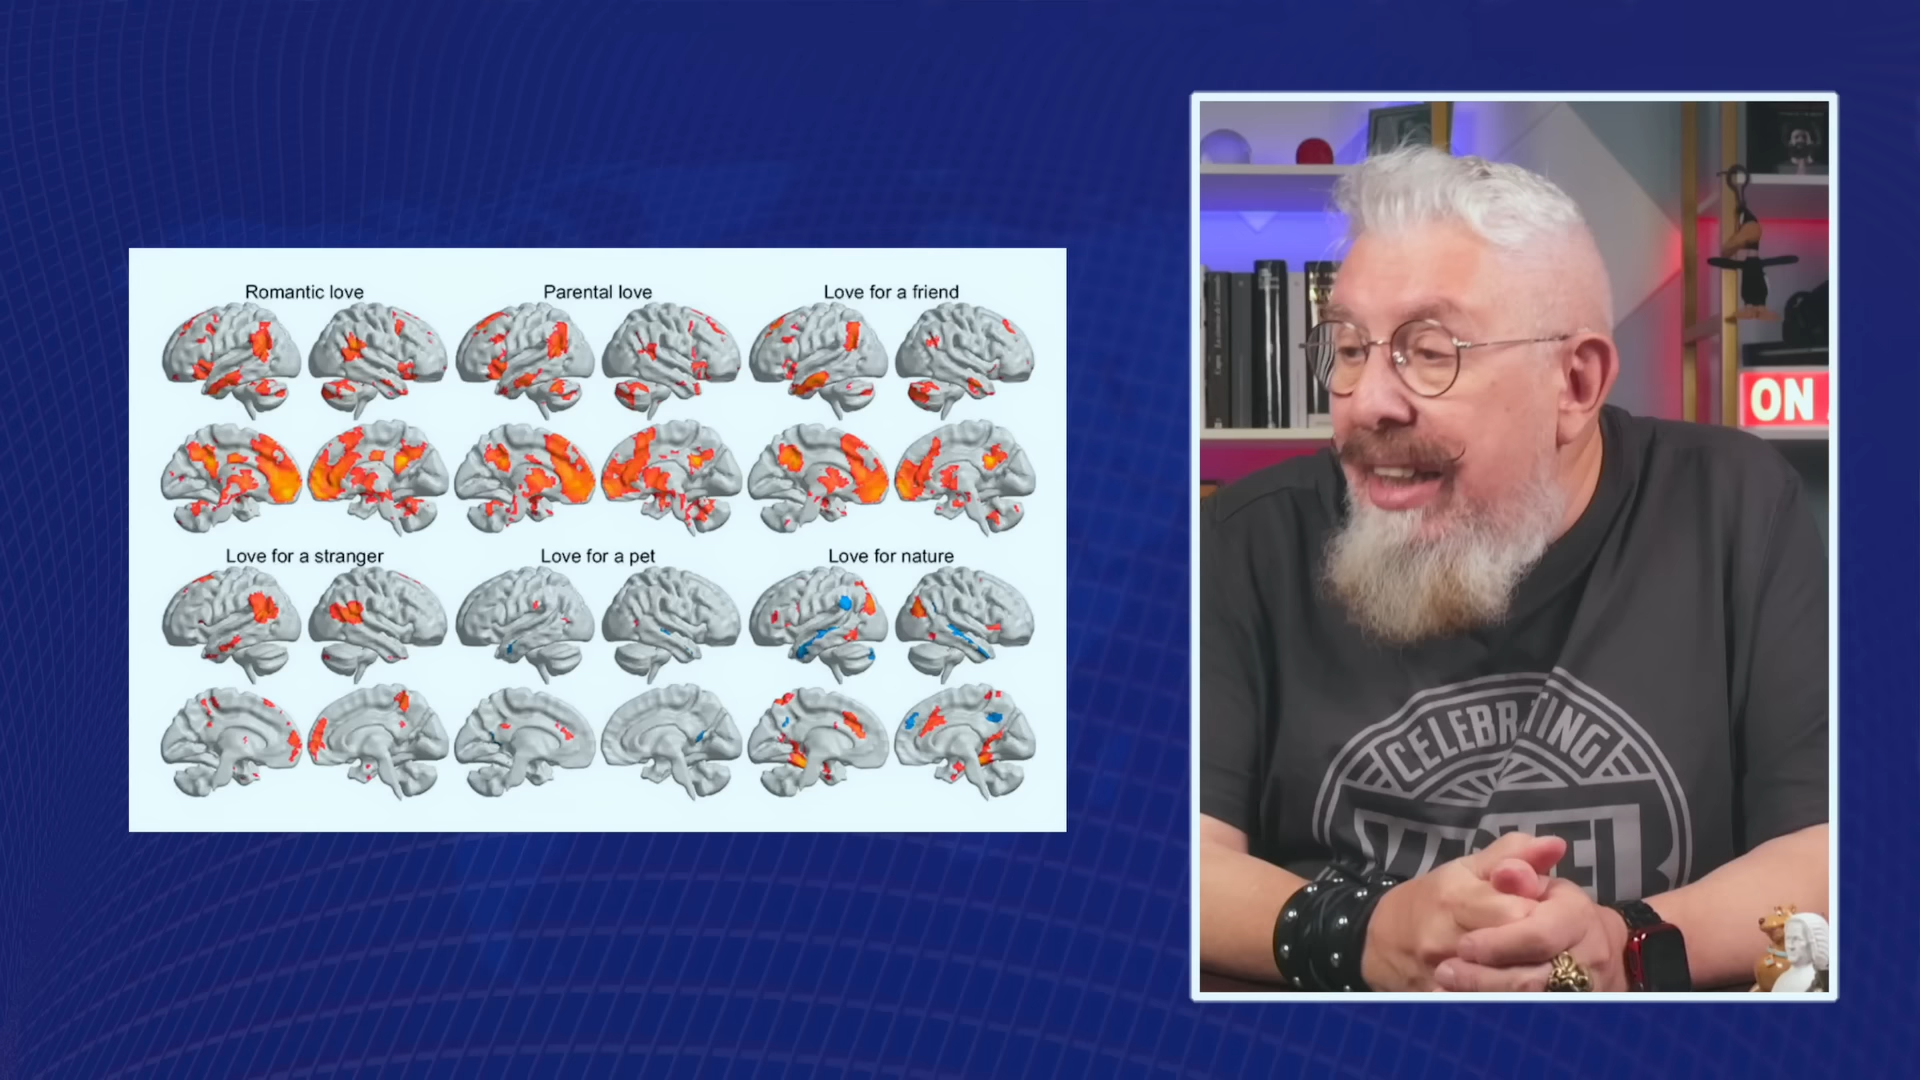 Romantic love
Parental love
Love for a friend
Love for a stranger
Love for a pet
Love for nature
ON
CELEBRATING